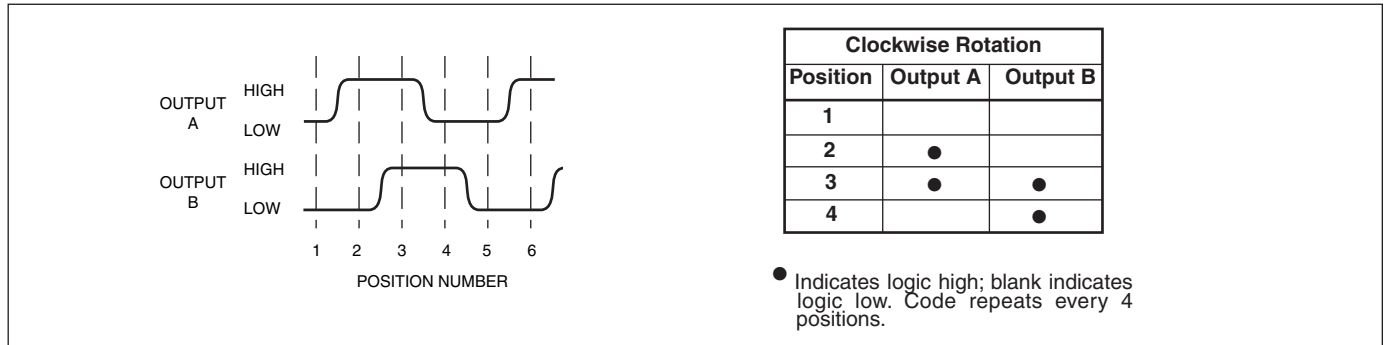 OUTPUT
A
HIGH
LOW
OUTPUT
B
HIGH
LOW
1 2 3 4 5 6
POSITION NUMBER
Clockwise Rotation
Position Output A Output B
1
2 ●
3 ● ●
4 ●
● Indicates logic high; blank indicates
logic low. Code repeats every 4
positions.